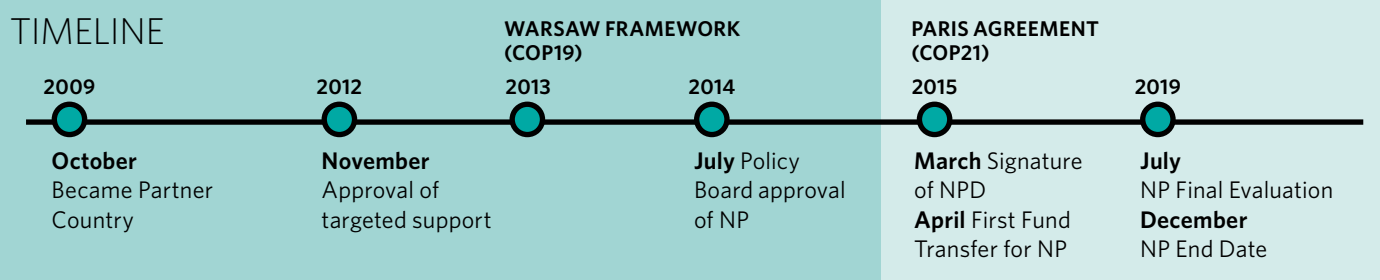 TIMELINE
WARSAW FRAMEWORK
(COP19)
PARIS AGREEMENT
(COP21)
2009
2012
2013
2014
2015
2019
October
Became Partner
Country
November
Approval of
targeted support
July Policy
Board approval
of NP
March Signature
of NPD
April First Fund
Transfer for NP
July
NP Final Evaluation
December
NP End Date